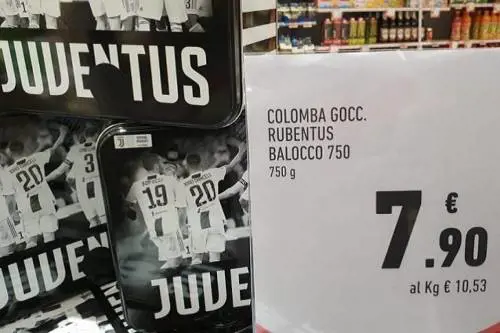 JUVENTUS
COLOMBA GOCC.
RUBENTUS
BALOCCO 750
750 g
7.90 €
al Kg € 10,53
20
3
19
20
JUVE
JUVE